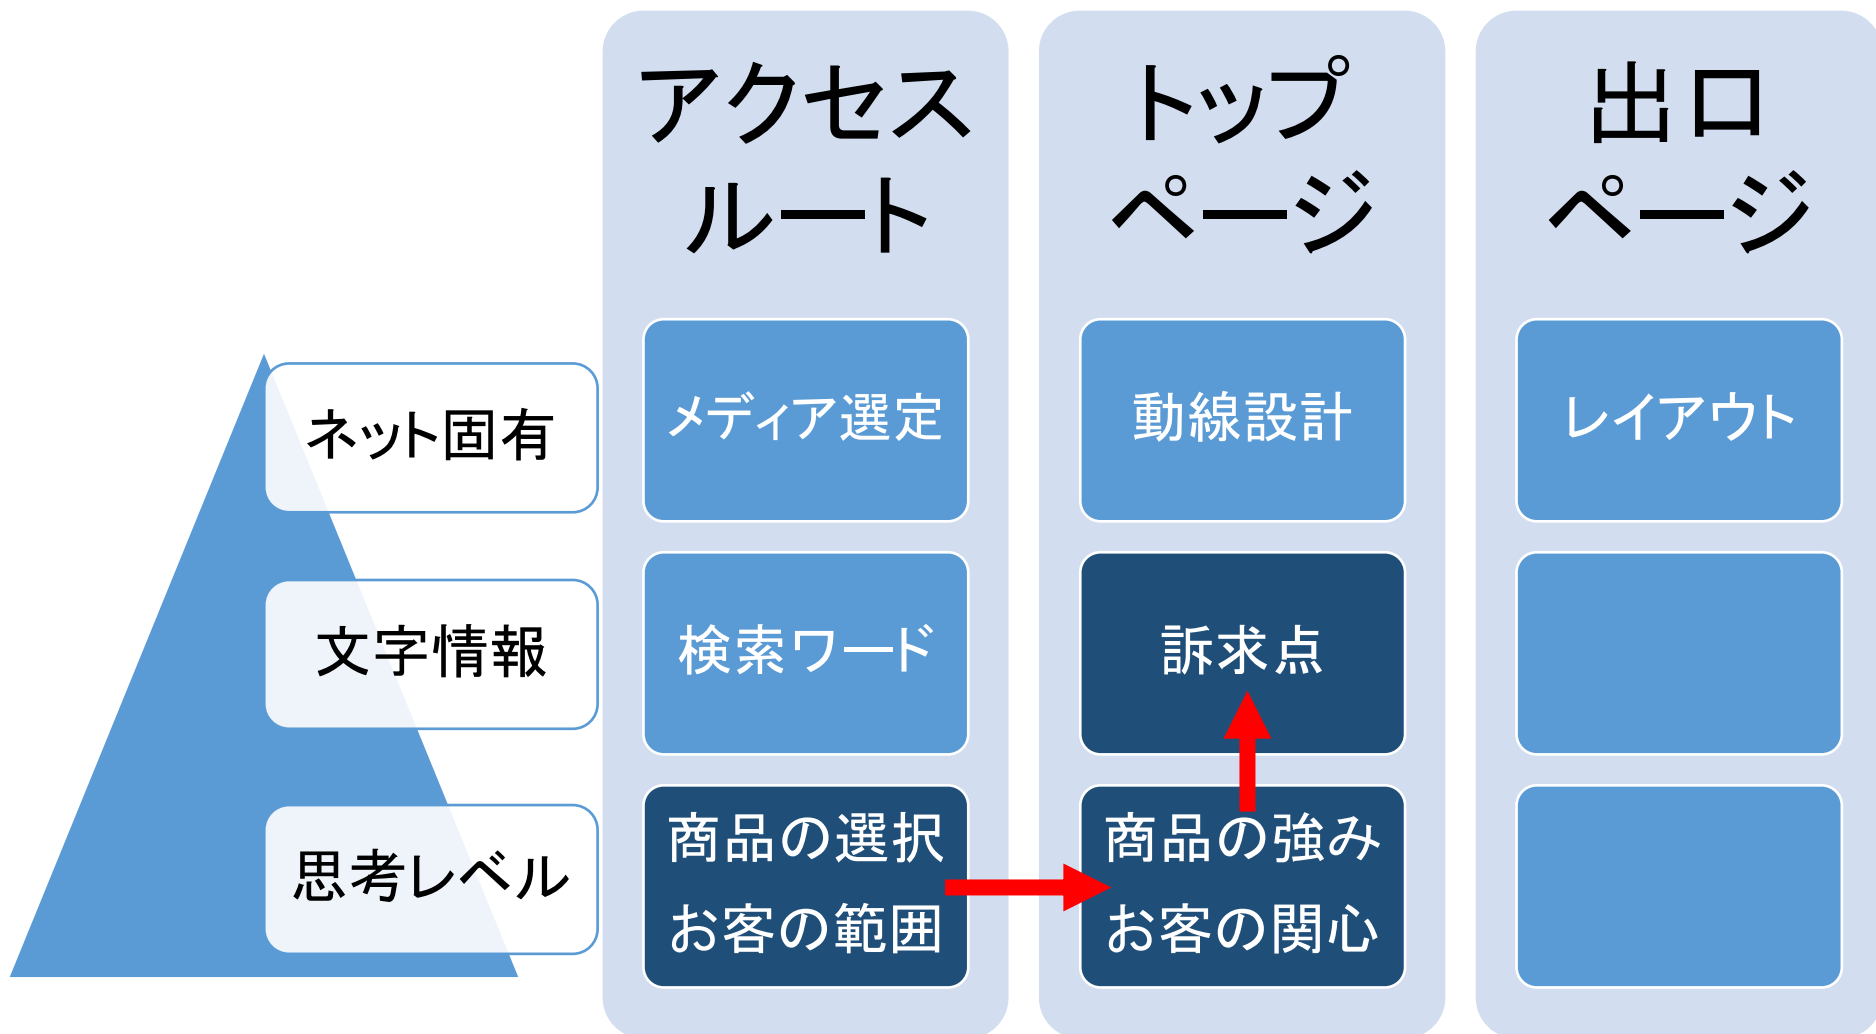 アクセス
ルート
トップ
ページ
出口
ページ
ネット固有
メディア選定
動線設計
レイアウト
文字情報
検索ワード
訴求点
思考レベル
商品の選択
お客の範囲
商品の強み
お客の関心